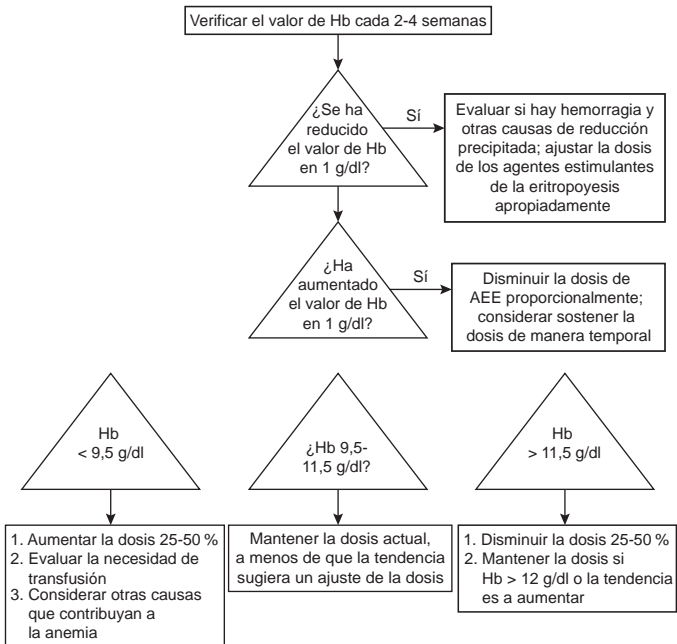 Verificar el valor de Hb cada 2-4 semanas
¿Se ha
reducido
el valor de Hb
en 1 g/dl?
Sí
Evaluar si hay hemorragia y
otras causas de reducción
precipitada; ajustar la dosis
de los agentes estimulantes
de la eritropoyesis
apropiadamente
¿Ha
aumentado
el valor de Hb
en 1 g/dl?
Sí
Disminuir la dosis de
AEE proporcionalmente;
considerar sostener la
dosis de manera temporal
Hb
< 9,5 g/dl
¿Hb 9,5-
11,5 g/dl?
Hb
> 11,5 g/dl
1. Aumentar la dosis 25-50 %
2. Evaluar la necesidad de
transfusión
3. Considerar otras causas
que contribuyan a
la anemia
Mantener la dosis actual,
a menos de que la tendencia
sugiera un ajuste de la dosis
1. Disminuir la dosis 25-50 %
2. Mantener la dosis si
Hb > 12 g/dl o la tendencia
es a aumentar